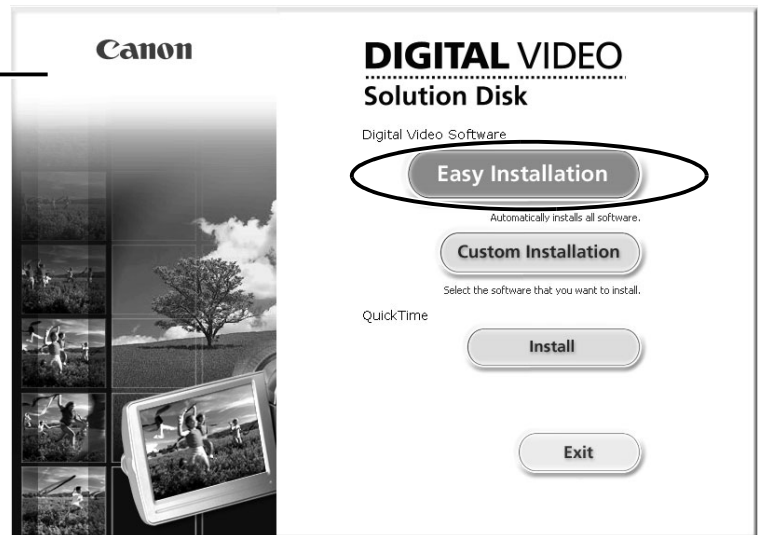 Canon
DIGITAL VIDEO
Solution Disk
Digital Video Software
Easy Installation
Automatically installs all software.
Custom Installation
Select the software that you want to install.
QuickTime
Install
Exit